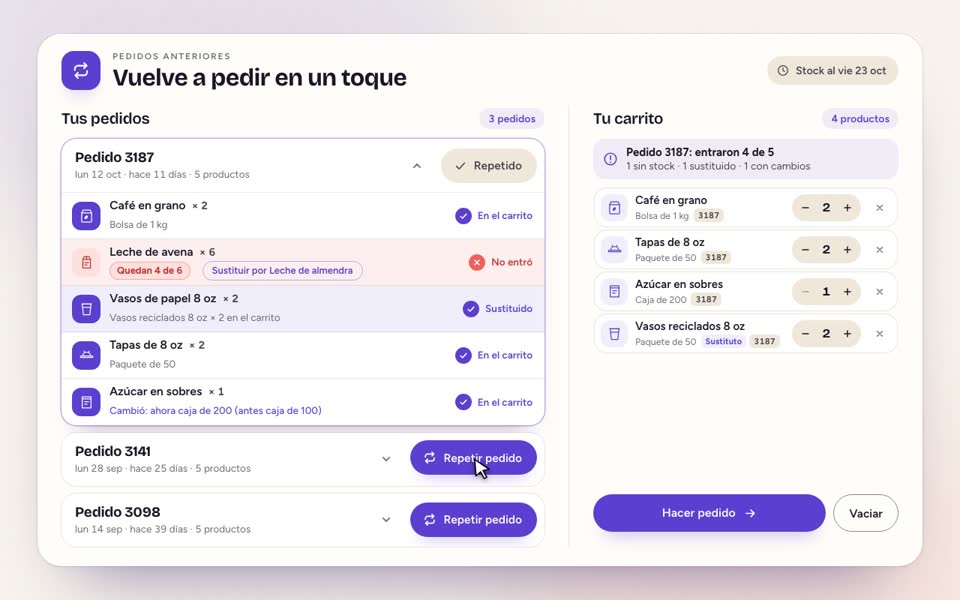 PEDIDOS ANTERIORES
Vuelve a pedir en un toque
Stock al vie 23 oct
Tus pedidos
3 pedidos
Pedido 3187
lun 12 oct · hace 11 días · 5 productos
Repetido
Café en grano × 2
Bolsa de 1 kg
En el carrito
Leche de avena × 6
Quedan 4 de 6
Sustituir por Leche de almendra
No entró
Vasos de papel 8 oz × 2
Vasos reciclados 8 oz × 2 en el carrito
Sustituido
Tapas de 8 oz × 2
Paquete de 50
En el carrito
Azúcar en sobres × 1
Cambió: ahora caja de 200 (antes caja de 100)
En el carrito
Pedido 3141
lun 28 sep · hace 25 días · 5 productos
Repetir pedido
Pedido 3098
lun 14 sep · hace 39 días · 5 productos
Repetir pedido
Tu carrito
4 productos
Pedido 3187: entraron 4 de 5
1 sin stock · 1 sustituido · 1 con cambios
Café en grano
Bolsa de 1 kg 3187
− 2 + ×
Tapas de 8 oz
Paquete de 50 3187
− 2 + ×
Azúcar en sobres
Caja de 200 3187
− 1 + ×
Vasos reciclados 8 oz
Paquete de 50 Sustituto 3187
− 2 + ×
Hacer pedido →
Vaciar